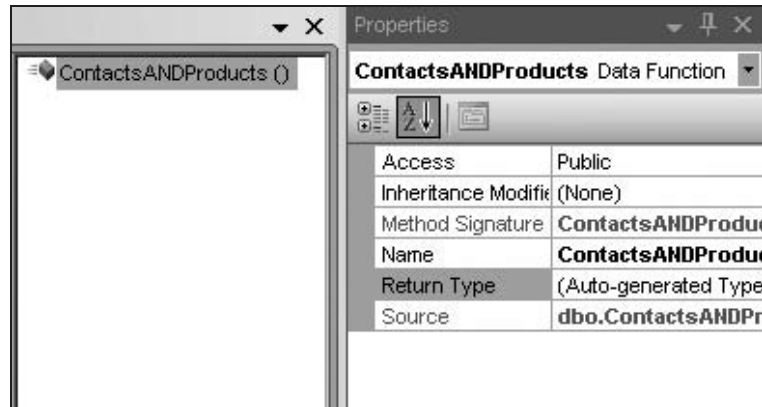 ContactsANDProducts ()
Properties
ContactsANDProducts Data Function
Access Public
Inheritance Modifie (None)
Method Signature ContactsANDProduc
Name ContactsANDProduc
Return Type (Auto-generated Type
Source dbo.ContactsANDPr